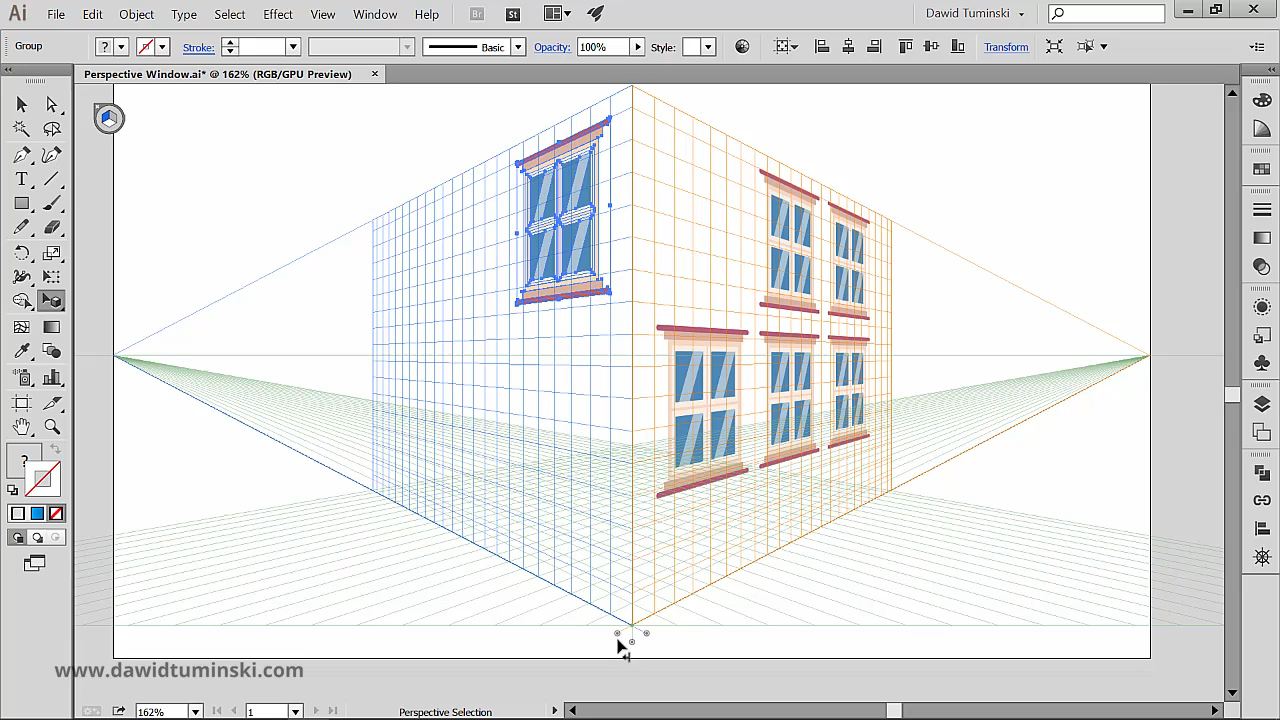 Ai File Edit Object Type Select Effect View Window Help Br St Dawid Tuminski
Group ? Stroke: Basic Opacity: 100% Style: Transform
Perspective Window.ai* @ 162% (RGB/GPU Preview) ×
T
?
www.dawidtuminski.com
162% 1 Perspective Selection